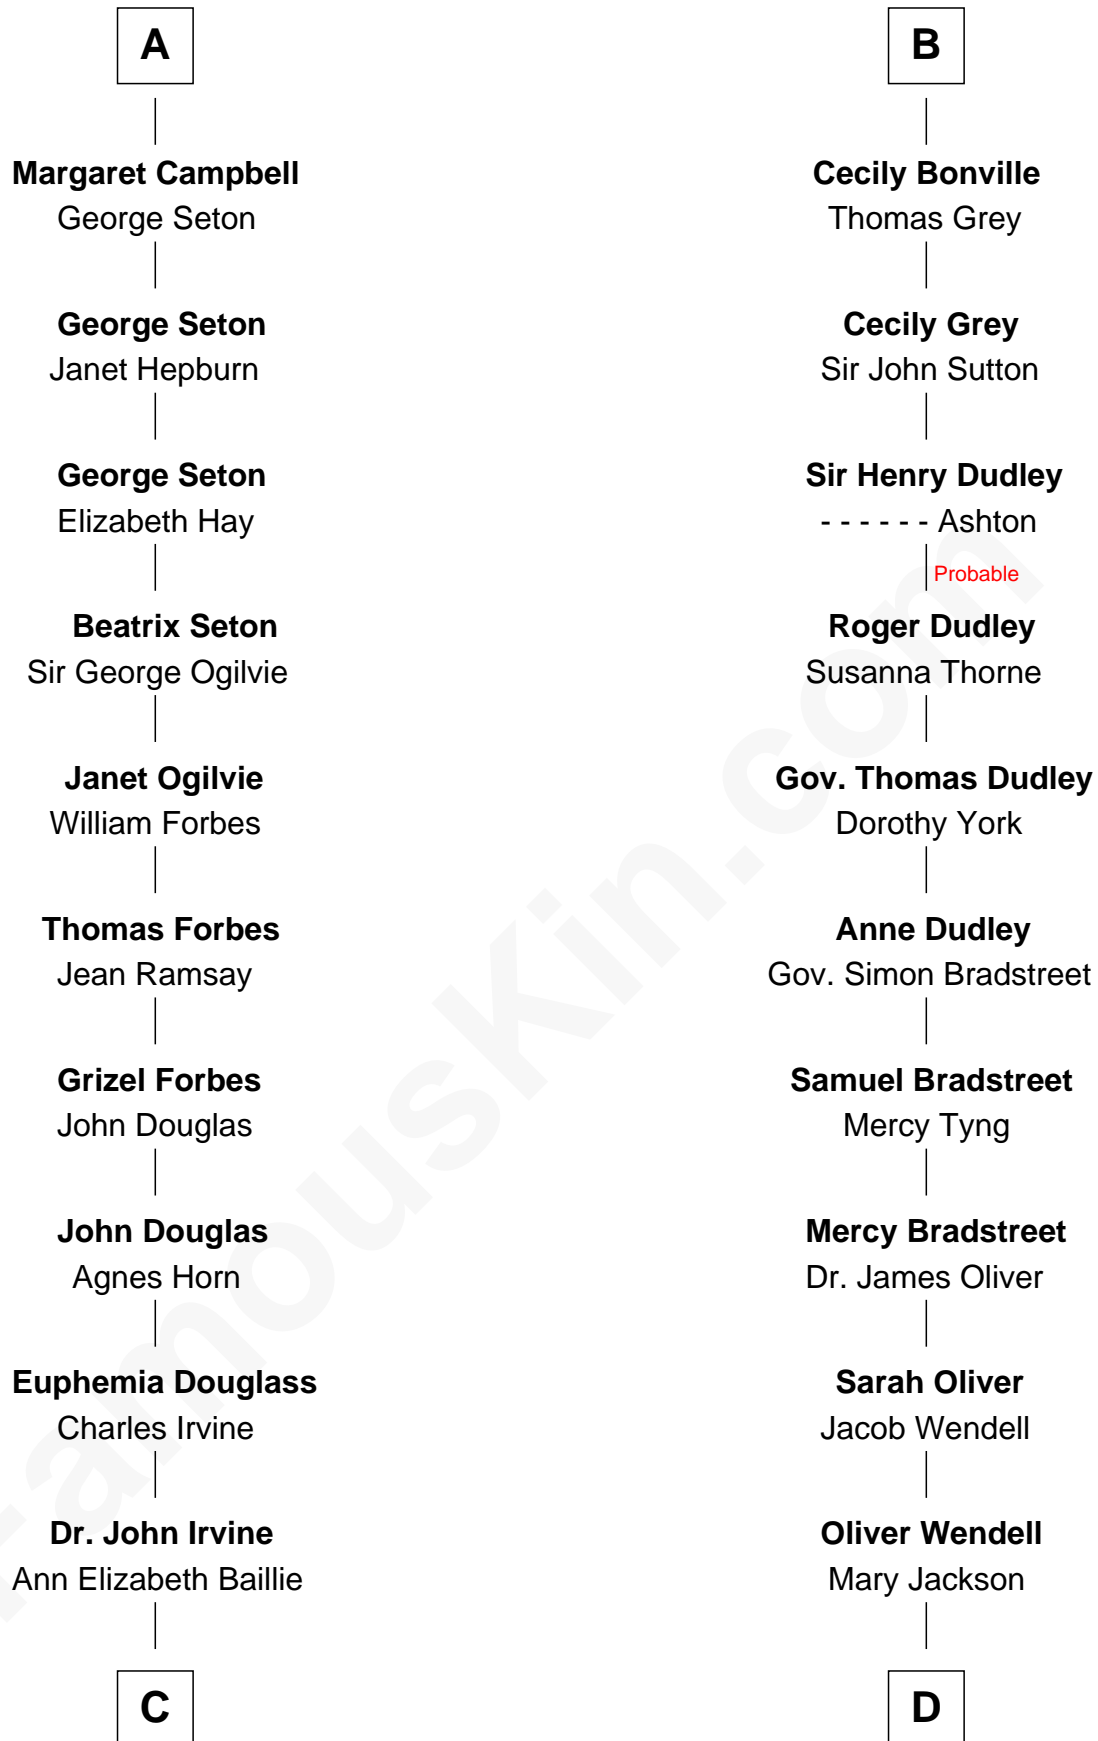 A
Margaret Campbell
George Seton
George Seton
Janet Hepburn
George Seton
Elizabeth Hay
Beatrix Seton
Sir George Ogilvie
Janet Ogilvie
William Forbes
Thomas Forbes
Jean Ramsay
Grizel Forbes
John Douglas
John Douglas
Agnes Horn
Euphemia Douglass
Charles Irvine
Dr. John Irvine
Ann Elizabeth Baillie
C
B
Cecily Bonville
Thomas Grey
Cecily Grey
Sir John Sutton
Sir Henry Dudley
- - - - - - Ashton
Probable
Roger Dudley
Susanna Thorne
Gov. Thomas Dudley
Dorothy York
Anne Dudley
Gov. Simon Bradstreet
Samuel Bradstreet
Mercy Tyng
Mercy Bradstreet
Dr. James Oliver
Sarah Oliver
Jacob Wendell
Oliver Wendell
Mary Jackson
D
FamousKin.com